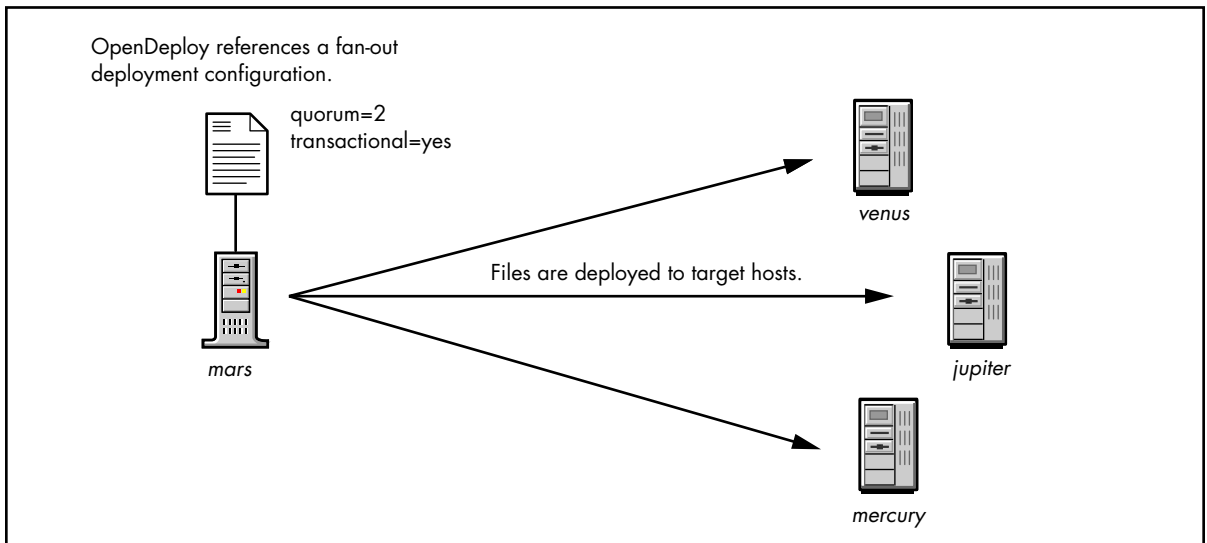 OpenDeploy references a fan-out
deployment configuration.
quorum=2
transactional=yes
venus
Files are deployed to target hosts.
mars
jupiter
mercury